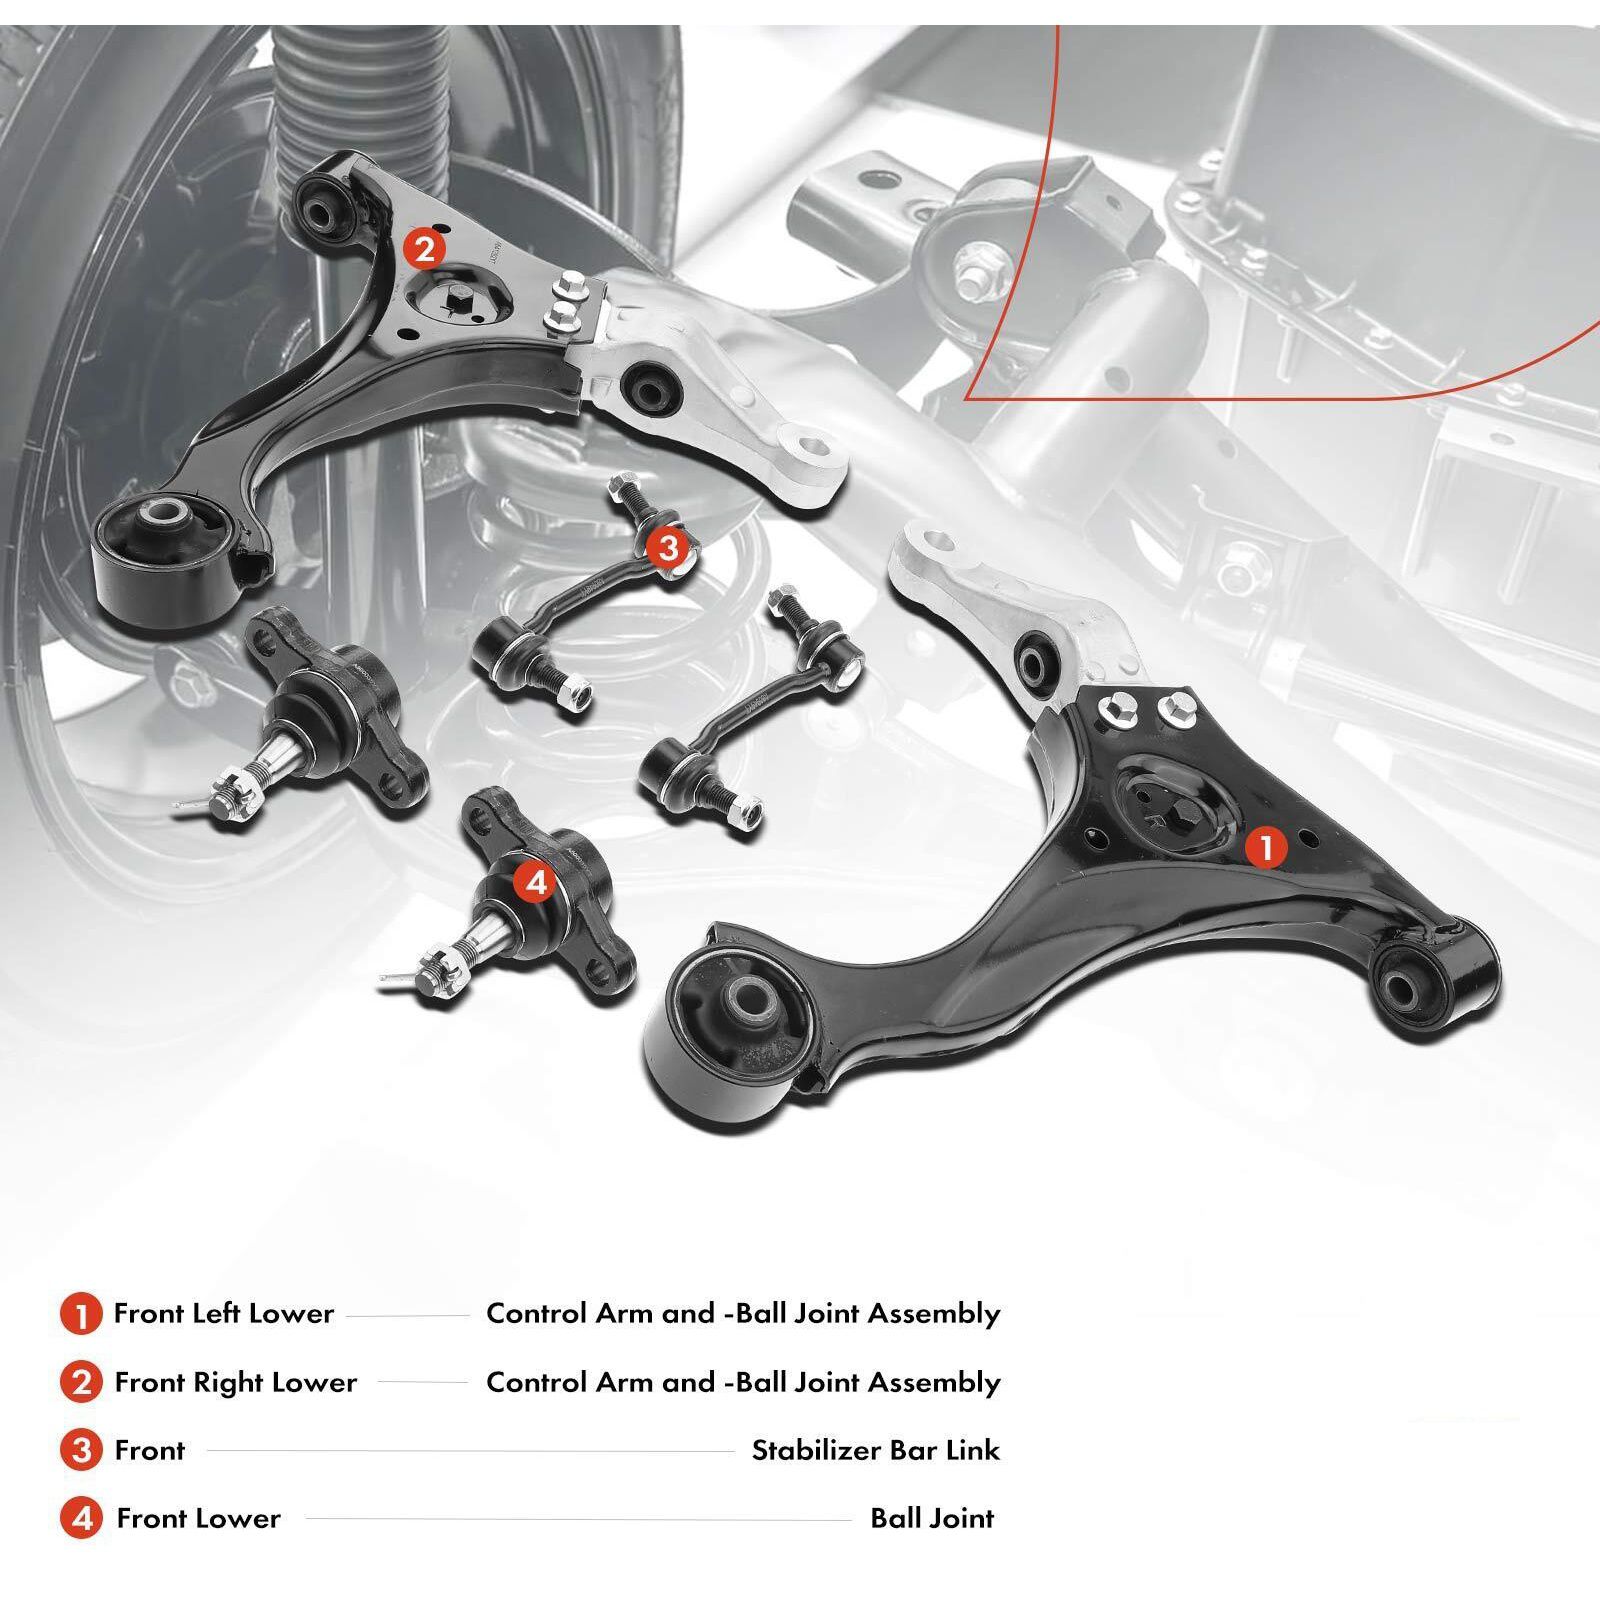 2
3
4
1
1 Front Left Lower Control Arm and -Ball Joint Assembly
2 Front Right Lower Control Arm and -Ball Joint Assembly
3 Front Stabilizer Bar Link
4 Front Lower Ball Joint